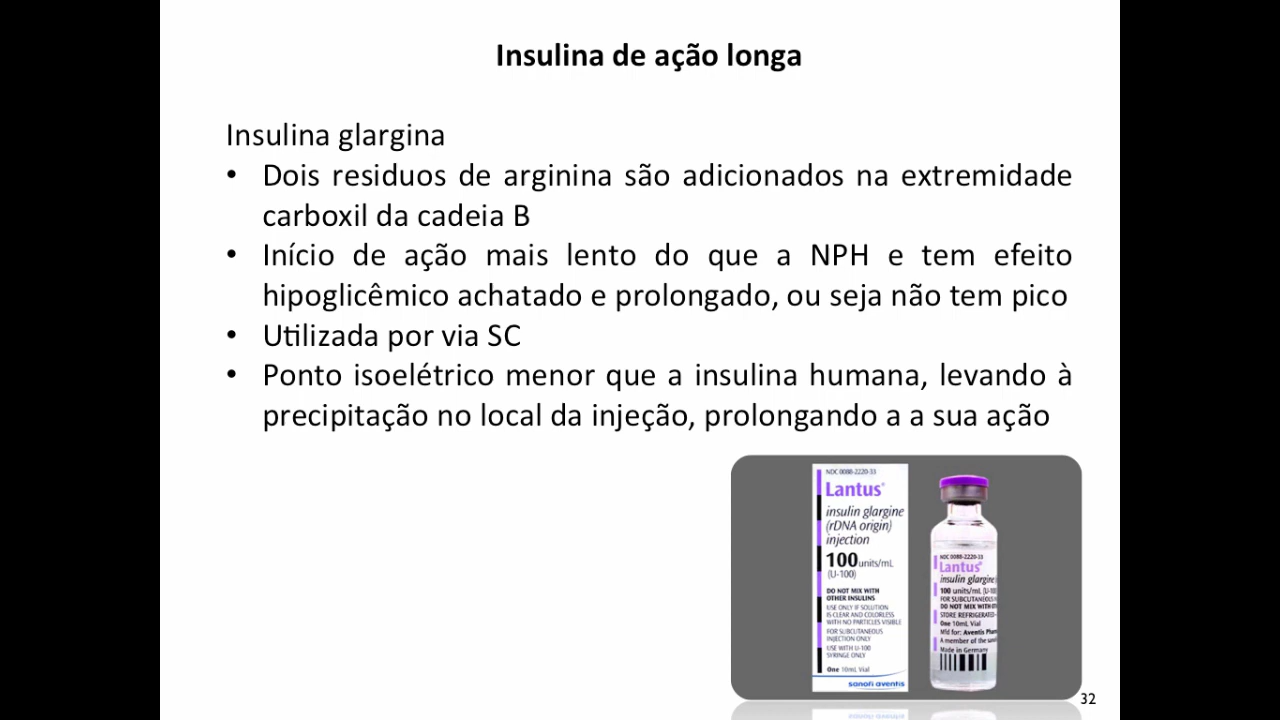 Insulina de ação longa
Insulina glargina
• Dois residuos de arginina são adicionados na extremidade
carboxil da cadeia B
• Início de ação mais lento do que a NPH e tem efeito
hipoglicêmico achatado e prolongado, ou seja não tem pico
• Utilizada por via SC
• Ponto isoelétrico menor que a insulina humana, levando à
precipitação no local da injeção, prolongando a a sua ação
NDC 0088-2220-33
Lantus®
insulin glargine
(rDNA origin)
injection
100 units/mL
(U-100)
DO NOT MIX WITH
OTHER INSULINS
USE ONLY IF SOLUTION
IS CLEAR AND COLORLESS
WITH NO PARTICLES VISIBLE
FOR SUBCUTANEOUS
INJECTION ONLY
USE WITH U-100
SYRINGE ONLY
One 10mL Vial
sanofi aventis
NDC 0088-2220-33
Lantus®
insulin glargine
100 units/mL
FOR SUBCUTANEOUS
DO NOT MIX WITH
STORE REFRIGERATED
One 10mL Vial
Mfd for: Aventis
A member of the
Made in Germany
32